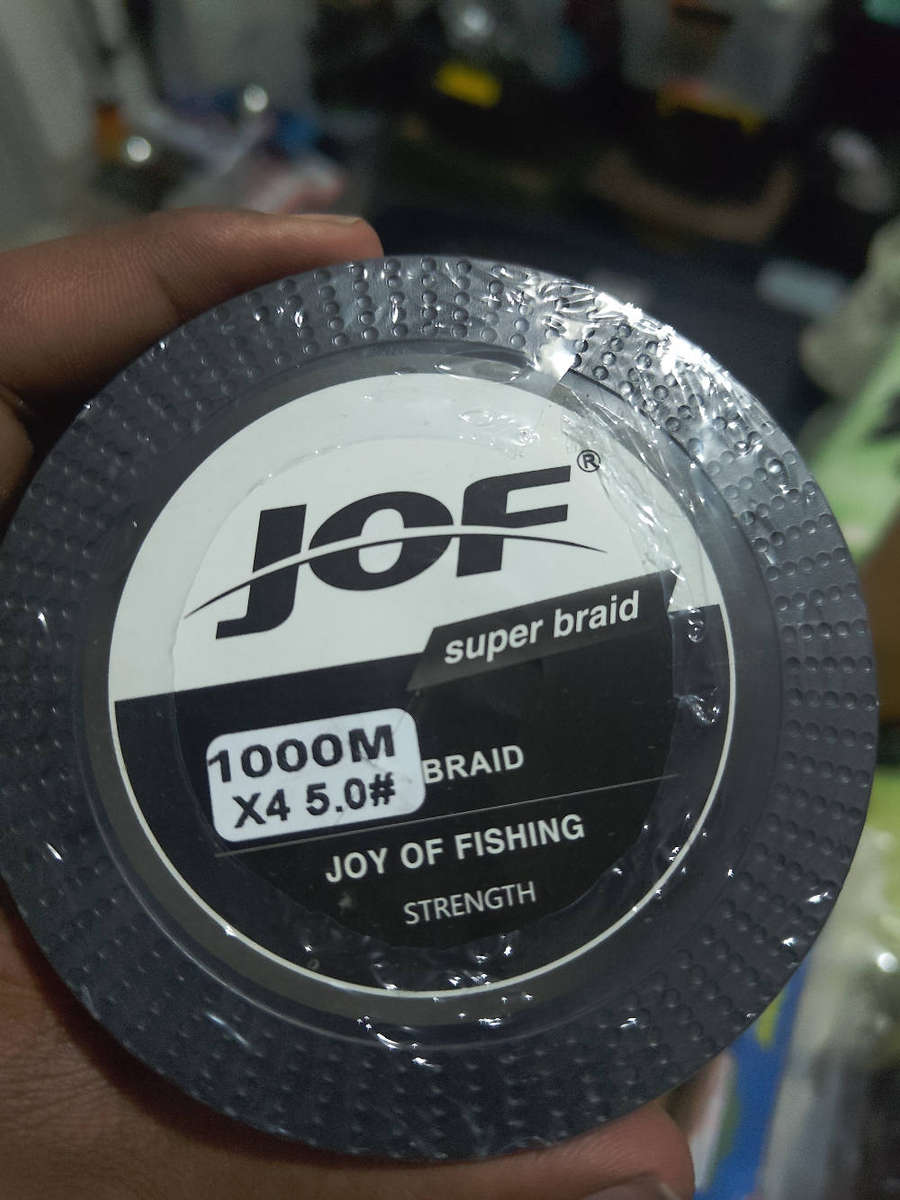 JOF®
super braid
1000M
X4 5.0#
BRAID
JOY OF FISHING
STRENGTH